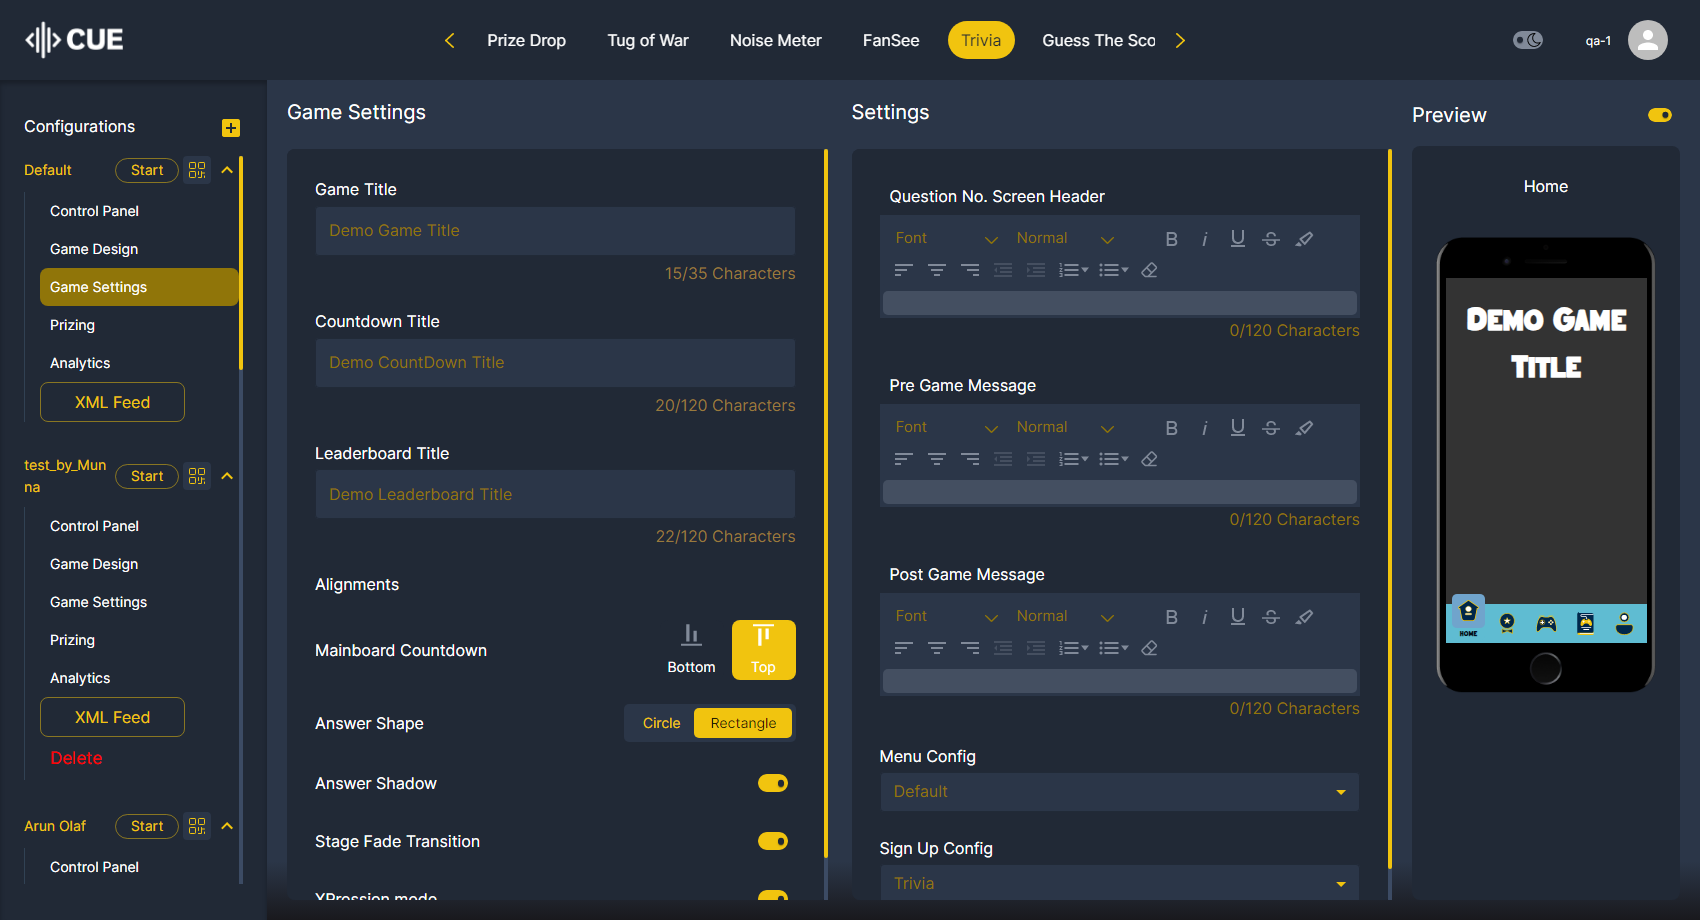 CUE
Prize Drop
Tug of War
Noise Meter
FanSee
Trivia
Guess The Sco
qa-1
Configurations
Default
Start
Control Panel
Game Design
Game Settings
Prizing
Analytics
XML Feed
test_by_Mun
na
Start
Control Panel
Game Design
Game Settings
Prizing
Analytics
XML Feed
Delete
Arun Olaf
Start
Control Panel
Game Settings
Game Title
Demo Game Title
15/35 Characters
Countdown Title
Demo CountDown Title
20/120 Characters
Leaderboard Title
Demo Leaderboard Title
22/120 Characters
Alignments
Mainboard Countdown
Bottom
Top
Answer Shape
Circle
Rectangle
Answer Shadow
Stage Fade Transition
XPression mode
Settings
Question No. Screen Header
Font
Normal
0/120 Characters
Pre Game Message
Font
Normal
0/120 Characters
Post Game Message
Font
Normal
0/120 Characters
Menu Config
Default
Sign Up Config
Trivia
Preview
Home
Demo Game
Title
HOME